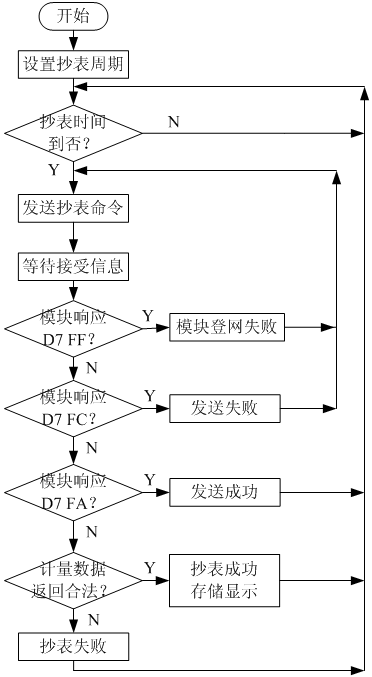 开始
设置抄表周期
抄表时间
到否?
N
Y
发送抄表命令
等待接受信息
模块响应
D7 FF?
Y
模块登网失败
N
模块响应
D7 FC?
Y
发送失败
N
模块响应
D7 FA?
Y
发送成功
N
计量数据
返回合法?
Y
抄表成功
存储显示
N
抄表失败